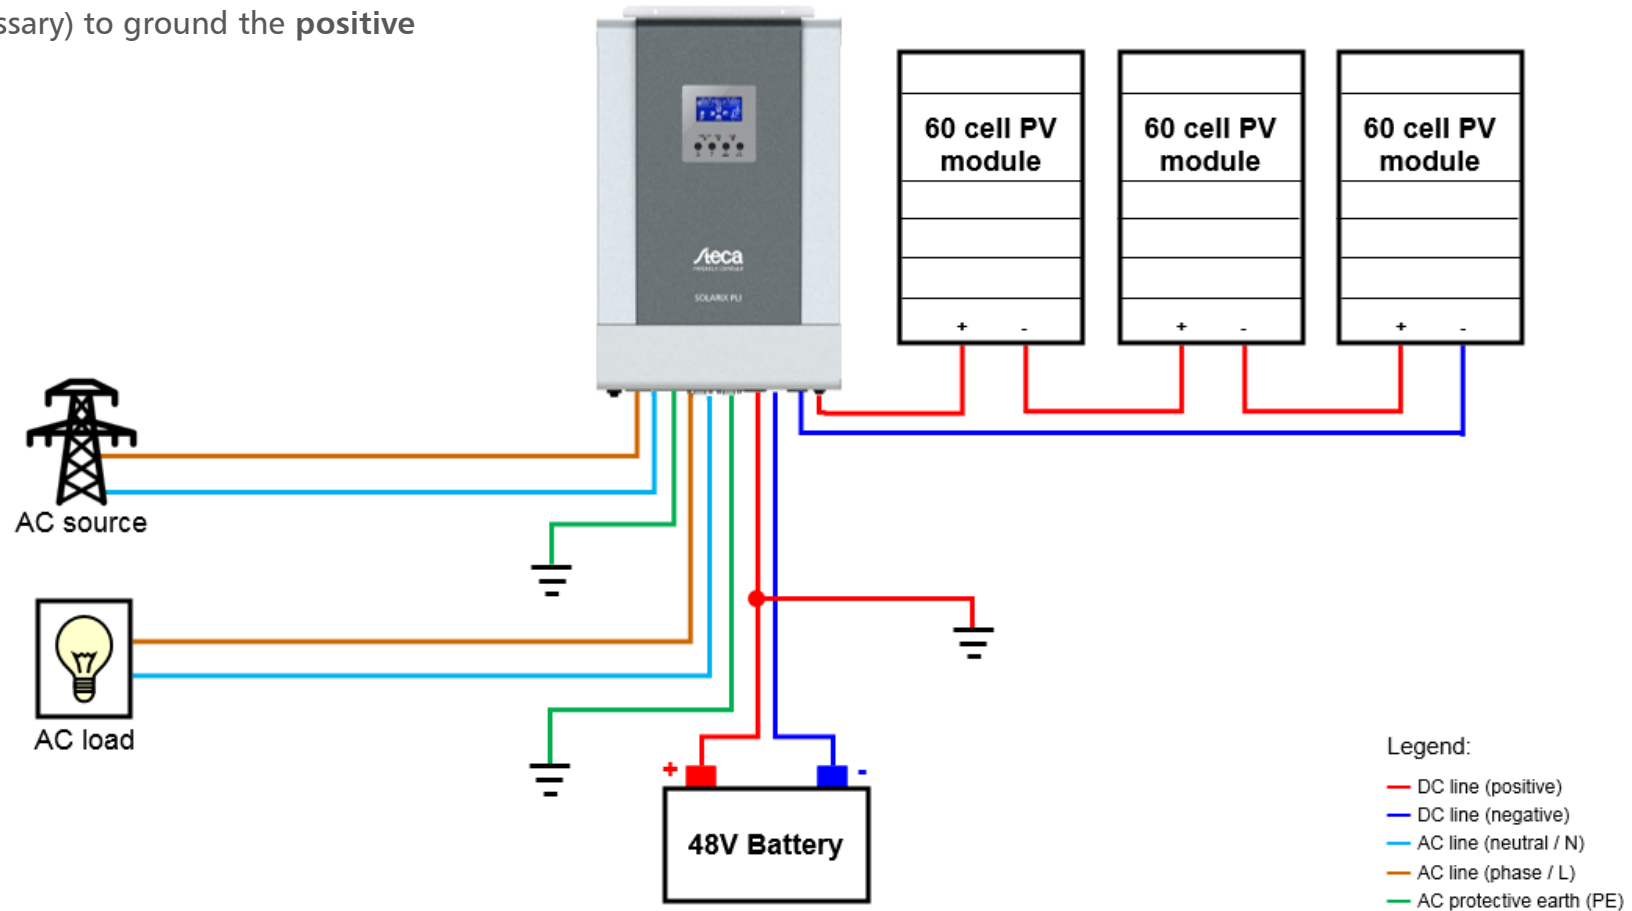 ssary) to ground the positive
60 cell PV
module
60 cell PV
module
60 cell PV
module
Steca
SOLARIX PLI
+ -
+ -
+ -
AC source
AC load
+ -
48V Battery
Legend:
DC line (positive)
DC line (negative)
AC line (neutral / N)
AC line (phase / L)
AC protective earth (PE)